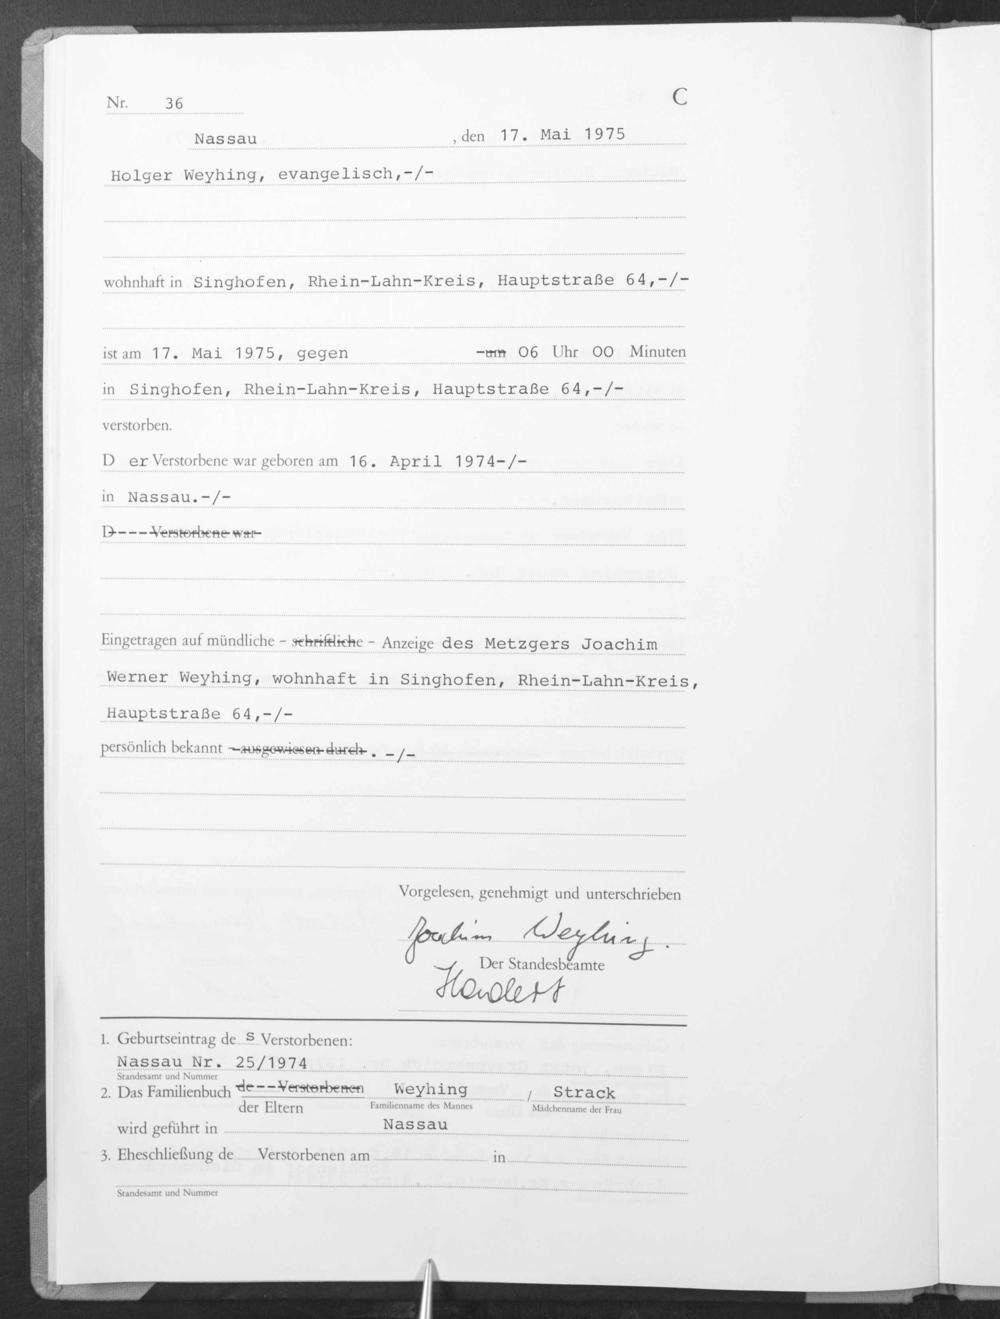 Nr. 36 C
Nassau , den 17. Mai 1975
Holger Weyhing, evangelisch,-/-
wohnhaft in Singhofen, Rhein-Lahn-Kreis, Hauptstraße 64,-/-
ist am 17. Mai 1975, gegen -um 06 Uhr 00 Minuten
in Singhofen, Rhein-Lahn-Kreis, Hauptstraße 64,-/-
verstorben.
D er Verstorbene war geboren am 16. April 1974-/-
in Nassau.-/-
D---Verstorbene war
Eingetragen auf mündliche - schriftliche - Anzeige des Metzgers Joachim
Werner Weyhing, wohnhaft in Singhofen, Rhein-Lahn-Kreis,
Hauptstraße 64,-/-
persönlich bekannt - ausgewiesen durch . -/-
Vorgelesen, genehmigt und unterschrieben
Joachim Weyhing.
Der Standesbeamte
1. Geburtseintrag de s Verstorbenen:
Nassau Nr. 25/1974
Standesamt und Nummer
2. Das Familienbuch de---Verstorbenen Weyhing / Strack
der Eltern Familienname des Mannes Mädchenname der Frau
wird geführt in Nassau
3. Eheschließung de Verstorbenen am in
Standesamt und Nummer